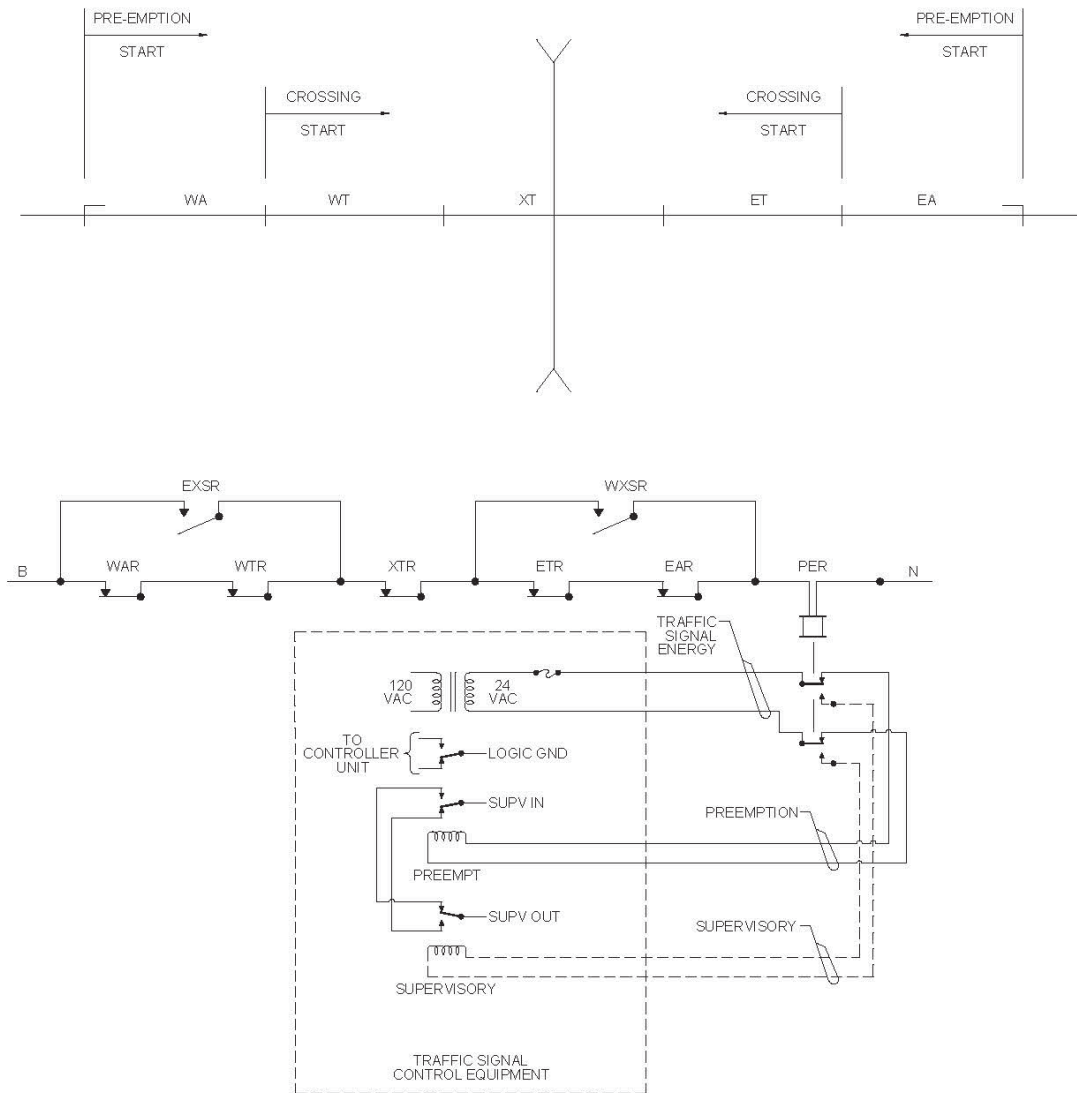 PRE-EMPTION
START
PRE-EMPTION
START
CROSSING
START
CROSSING
START
WA
WT
XT
ET
EA
EXSR
WXSR
B
WAR
WTR
XTR
ETR
EAR
PER
N
TRAFFIC
SIGNAL
ENERGY
120
VAC
24
VAC
TO
CONTROLLER
UNIT
LOGIC GND
SUPV IN
PREEMPTION
PREEMPT
SUPV OUT
SUPERVISORY
SUPERVISORY
TRAFFIC SIGNAL
CONTROL EQUIPMENT